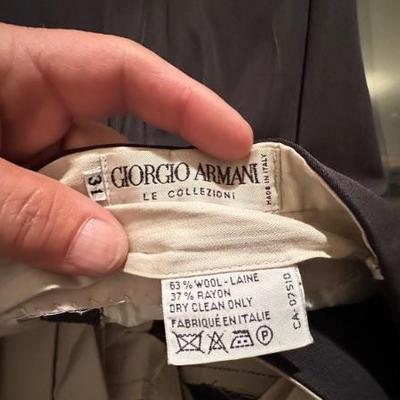 31
GIORGIO ARMANI
LE COLLEZIONI
MADE IN ITALY
63% WOOL - LAINE
37% RAYON
DRY CLEAN ONLY
FABRIQUÉ EN ITALIE
P
CA: 07510